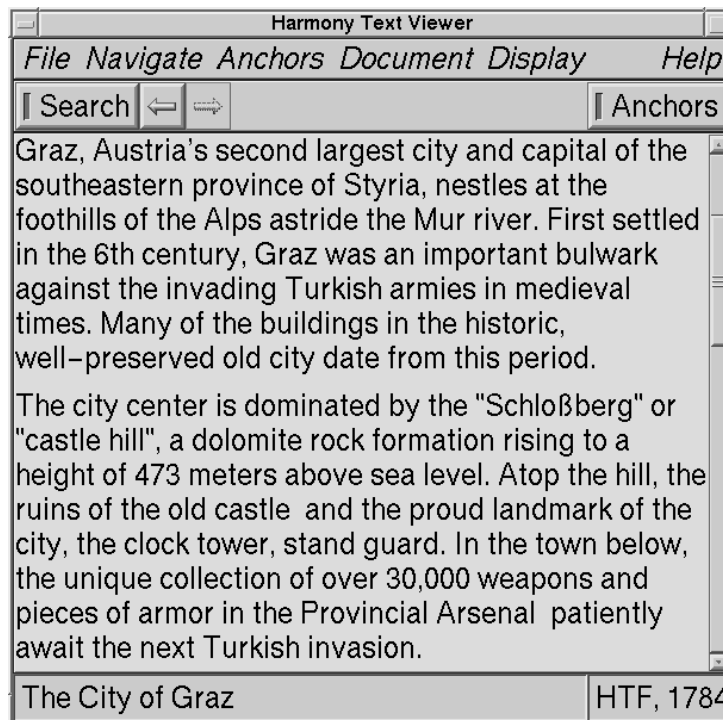 Harmony Text Viewer
File Navigate Anchors Document Display Help
Search Anchors
Graz, Austria's second largest city and capital of the
southeastern province of Styria, nestles at the
foothills of the Alps astride the Mur river. First settled
in the 6th century, Graz was an important bulwark
against the invading Turkish armies in medieval
times. Many of the buildings in the historic,
well-preserved old city date from this period.
The city center is dominated by the "Schloßberg" or
"castle hill", a dolomite rock formation rising to a
height of 473 meters above sea level. Atop the hill, the
ruins of the old castle and the proud landmark of the
city, the clock tower, stand guard. In the town below,
the unique collection of over 30,000 weapons and
pieces of armor in the Provincial Arsenal patiently
await the next Turkish invasion.
The City of Graz HTF, 1784